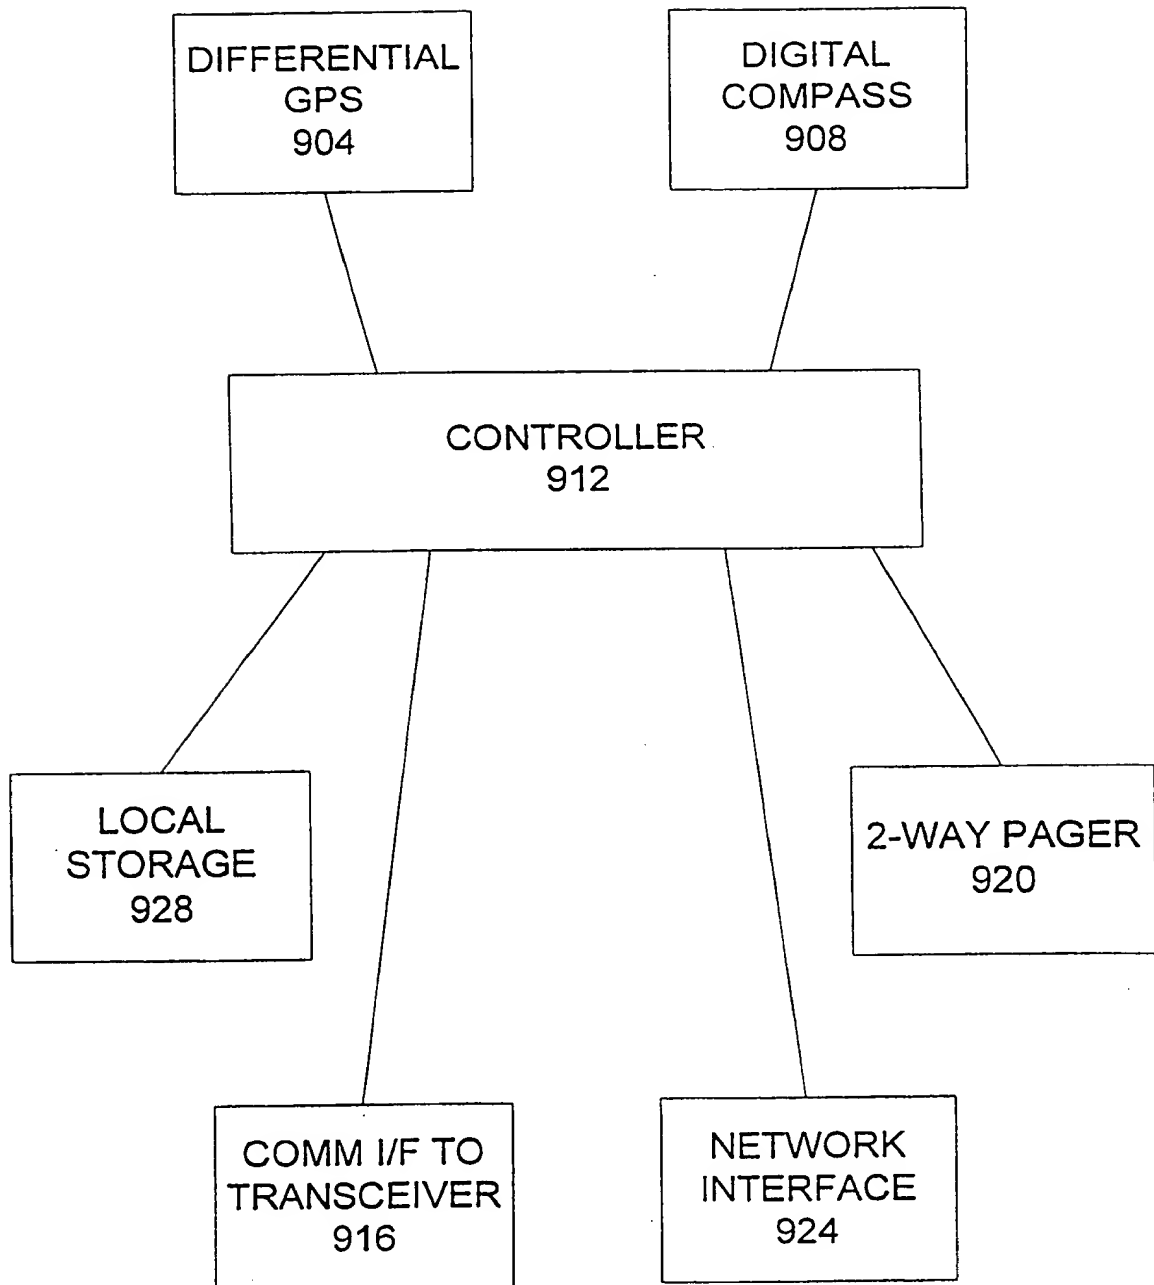 DIFFERENTIAL
GPS
904
DIGITAL
COMPASS
908
CONTROLLER
912
LOCAL
STORAGE
928
2-WAY PAGER
920
COMM I/F TO
TRANSCEIVER
916
NETWORK
INTERFACE
924